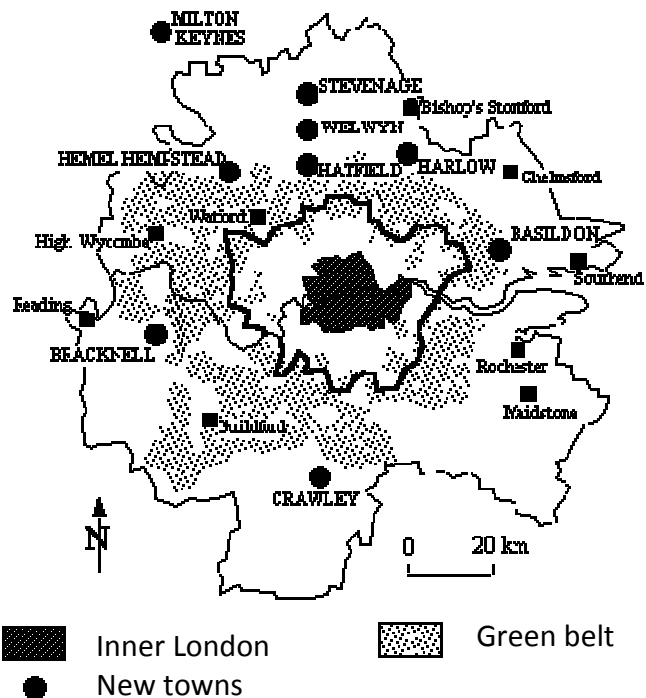 MILTON
KEYNES
STEVENAGE
Bishop's Stortford
WELWYN
HEMEL HEMPSTEAD
HATFIELD
HARLOW
Chelmsford
Watford
High Wycombe
BASILDON
Southend
Reading
BRACKNELL
Rochester
Maidstone
Guildford
CRAWLEY
N
0 20 km
Inner London
Green belt
New towns